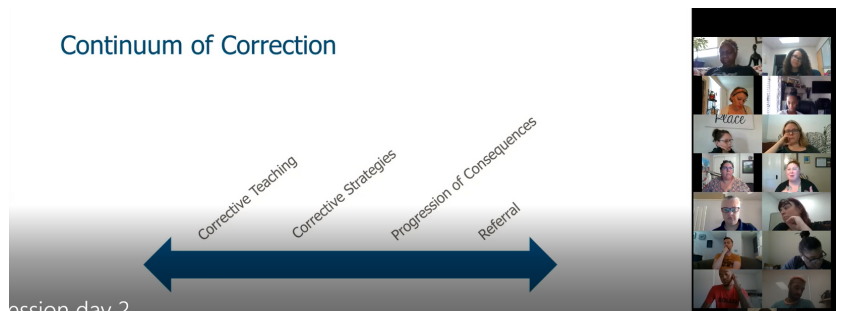 Continuum of Correction
Corrective Teaching
Corrective Strategies
Progression of Consequences
Referral
Place
ession day 2